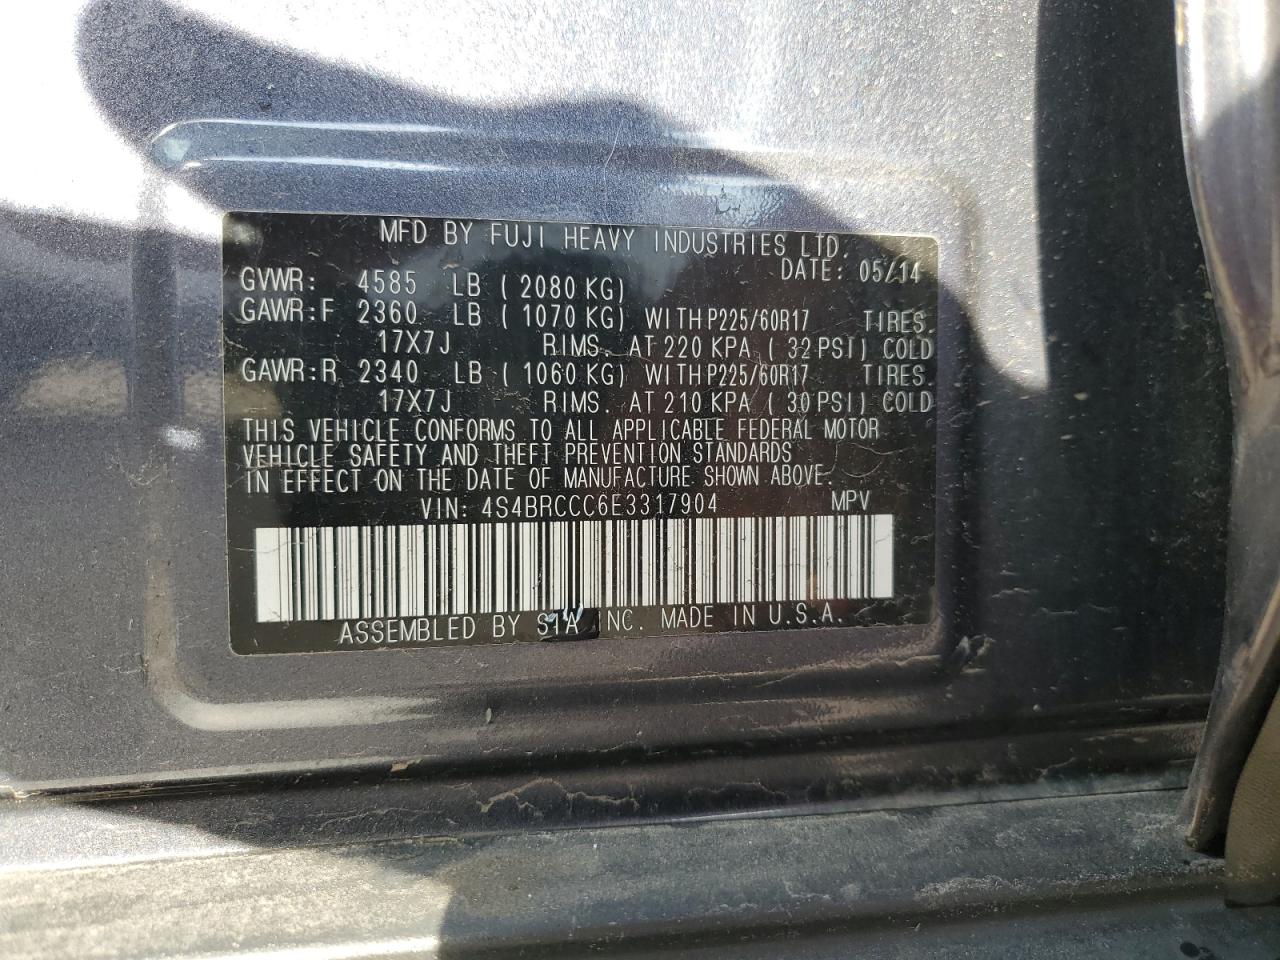 MFD BY FUJI HEAVY INDUSTRIES LTD.
DATE: 05/14
GVWR: 4585 LB ( 2080 KG)
GAWR:F 2360 LB ( 1070 KG) WITH P225/60R17 TIRES.
17X7J RIMS. AT 220 KPA ( 32 PSI) COLD
GAWR:R 2340 LB ( 1060 KG) WITH P225/60R17 TIRES.
17X7J RIMS. AT 210 KPA ( 30 PSI) COLD
THIS VEHICLE CONFORMS TO ALL APPLICABLE FEDERAL MOTOR
VEHICLE SAFETY AND THEFT PREVENTION STANDARDS
IN EFFECT ON THE DATE OF MANUFACTURE SHOWN ABOVE.
VIN: 4S4BRCCC6E3317904 MPV
ASSEMBLED BY SIA INC. MADE IN U.S.A.